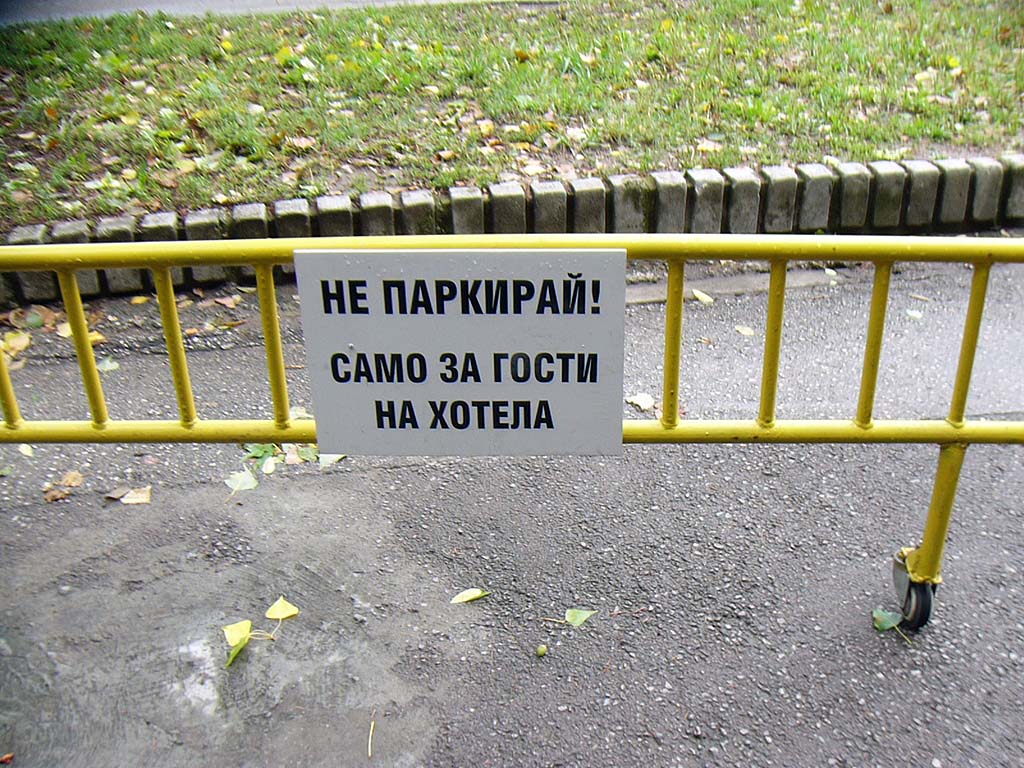 НЕ ПАРКИРАЙ!
САМО ЗА ГОСТИ
НА ХОТЕЛА